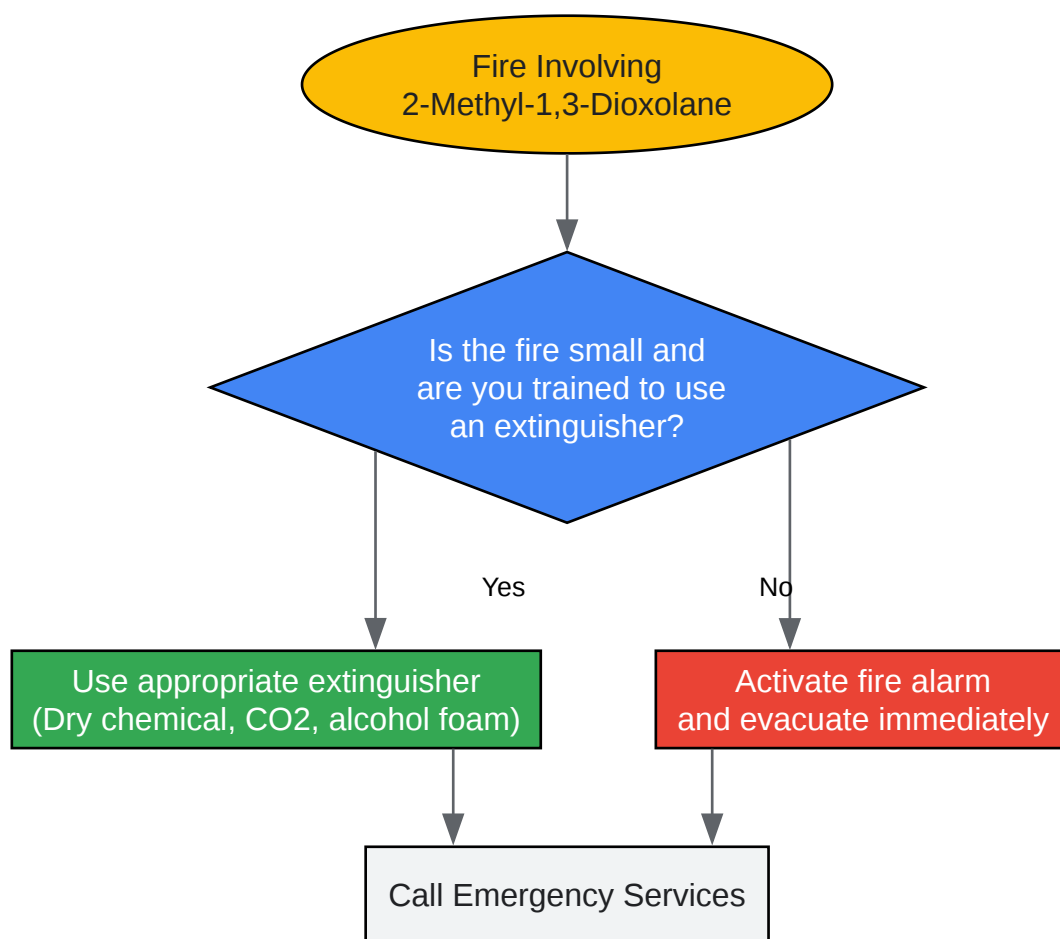 Fire Involving
2-Methyl-1,3-Dioxolane
Is the fire small and
are you trained to use
an extinguisher?
Yes
No
Use appropriate extinguisher
(Dry chemical, CO2, alcohol foam)
Activate fire alarm
and evacuate immediately
Call Emergency Services